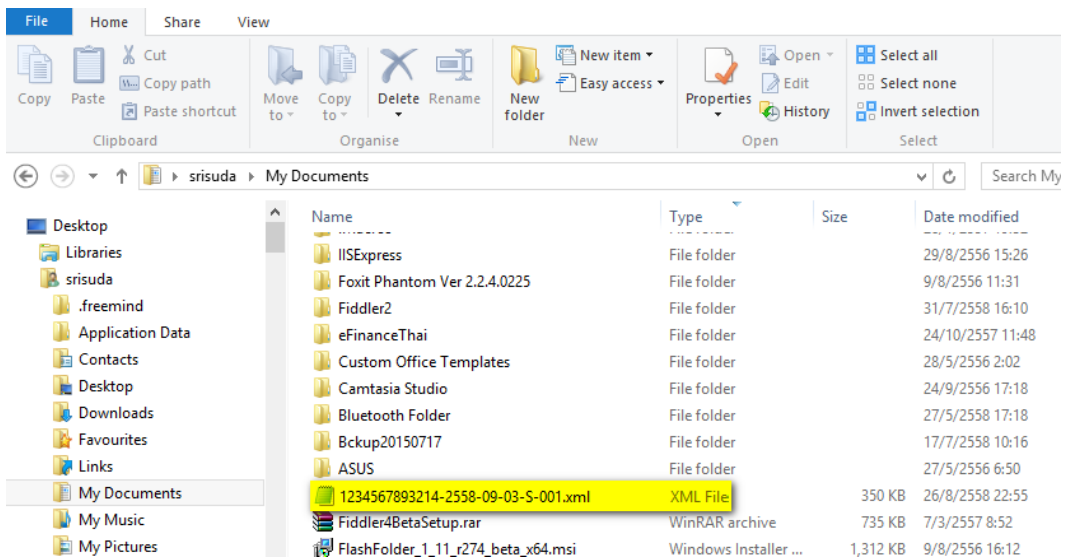 File Home Share View
Copy
Paste
Cut
Copy path
Paste shortcut
Clipboard
Move to
Copy to
Delete
Rename
Organise
New folder
New item
Easy access
New
Properties
Open
Edit
History
Open
Select all
Select none
Invert selection
Select
srisuda My Documents
Search My
Desktop
Libraries
srisuda
.freemind
Application Data
Contacts
Desktop
Downloads
Favourites
Links
My Documents
My Music
My Pictures
Name Type Size Date modified
IISExpress File folder 29/8/2556 15:26
Foxit Phantom Ver 2.2.4.0225 File folder 9/8/2556 11:31
Fiddler2 File folder 31/7/2558 16:10
eFinanceThai File folder 24/10/2557 11:48
Custom Office Templates File folder 28/5/2556 2:02
Camtasia Studio File folder 24/9/2556 17:18
Bluetooth Folder File folder 27/5/2558 17:18
Bckup20150717 File folder 17/7/2558 10:16
ASUS File folder 27/5/2556 6:50
1234567893214-2558-09-03-S-001.xml XML File 350 KB 26/8/2558 22:55
Fiddler4BetaSetup.rar WinRAR archive 735 KB 7/3/2557 8:52
FlashFolder_1_11_r274_beta_x64.msi Windows Installer ... 1,312 KB 9/8/2556 16:12